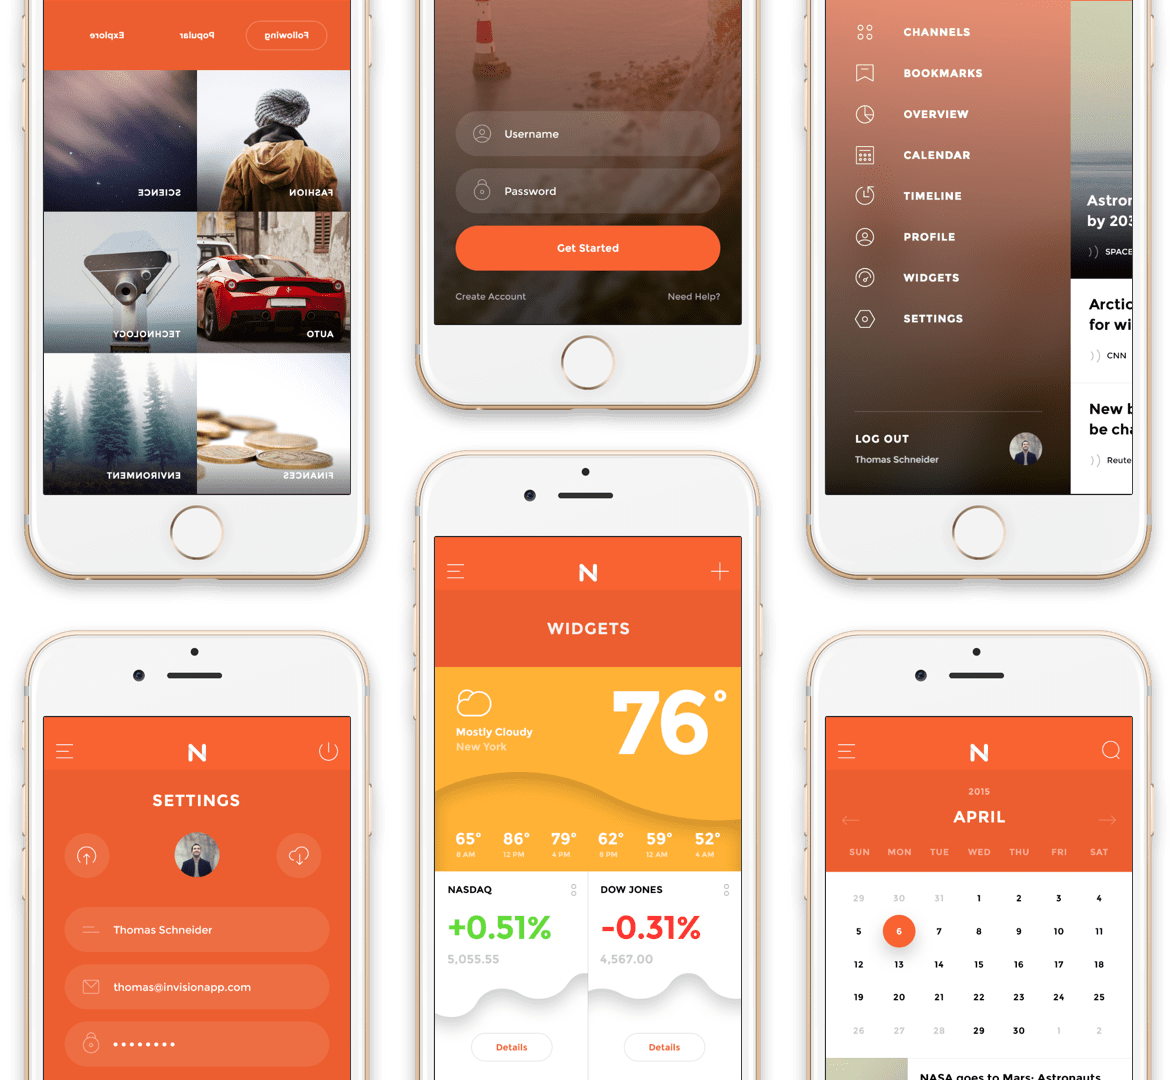 Explore Popular Following
SCIENCE FASHION
TECHNOLOGY AUTO
ENVIRONMENT FINANCES
Username
Password
Get Started
Create Account Need Help?
CHANNELS
BOOKMARKS
OVERVIEW
CALENDAR
TIMELINE
PROFILE
WIDGETS
SETTINGS
LOG OUT
Thomas Schneider
Astron
by 203
SPACE
Arctic
for wi
CNN
New b
be cha
Reute
N
SETTINGS
Thomas Schneider
thomas@invisionapp.com
N
WIDGETS
76°
Mostly Cloudy
New York
65° 86° 79° 62° 59° 52°
8 AM 12 PM 4 PM 8 PM 12 AM 4 AM
NASDAQ
+0.51%
5,055.55
Details
DOW JONES
-0.31%
4,567.00
Details
N
2015
APRIL
SUN MON TUE WED THU FRI SAT
29 30 31 1 2 3 4
5 6 7 8 9 10 11
12 13 14 15 16 17 18
19 20 21 22 23 24 25
26 27 28 29 30 1 2
NASA goes to Mars: Astronauts